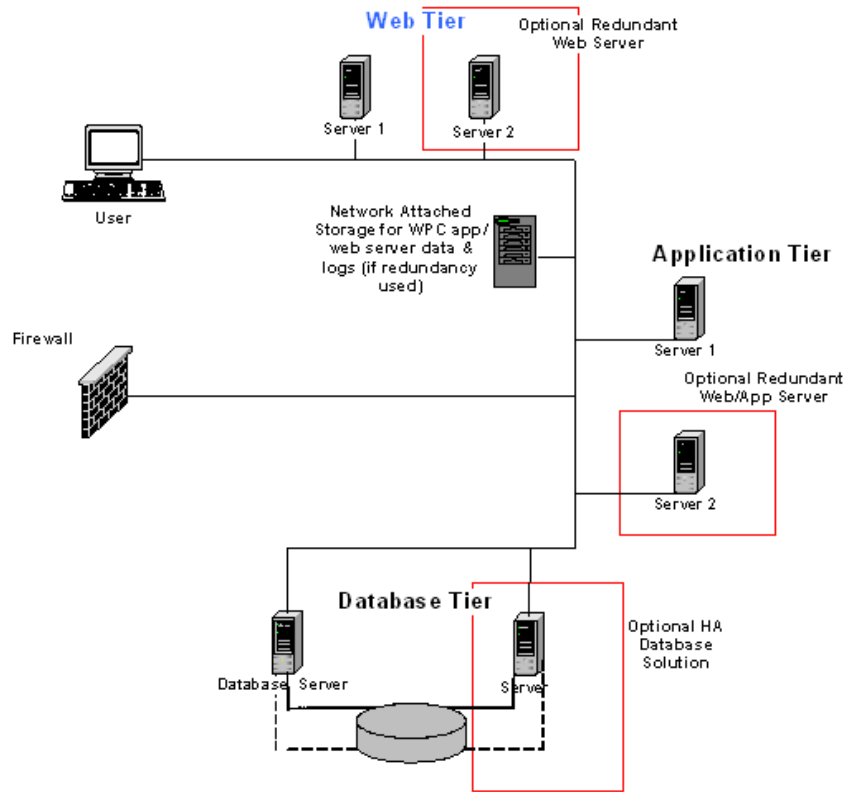 Web Tier
Optional Redundant
Web Server
Server 1
Server 2
User
Network Attached
Storage for WPC app/
web server data &
logs (if redundancy
used)
Application Tier
Server 1
Firewall
Optional Redundant
Web/App Server
Server 2
Database Tier
Optional HA
Database
Solution
Database Server
Server